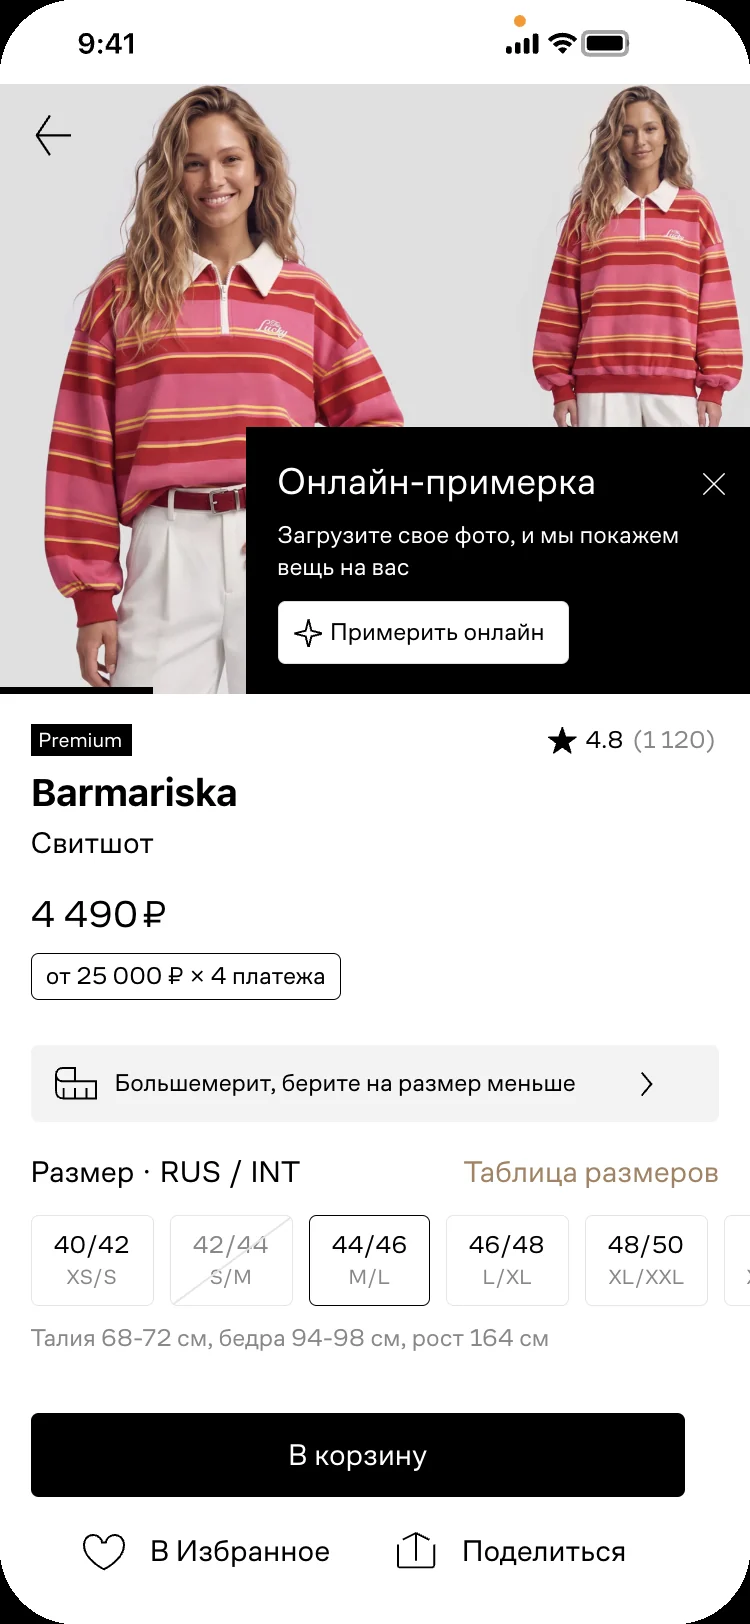 9:41
Lucky
Lucky
Онлайн-примерка
Загрузите свое фото, и мы покажем
вещь на вас
Примерить онлайн
Premium
4.8 (1 120)
Barmariska
Свитшот
4 490 ₽
от 25 000 ₽ × 4 платежа
Большемерит, берите на размер меньше
Размер · RUS / INT
Таблица размеров
40/42
XS/S
42/44
S/M
44/46
M/L
46/48
L/XL
48/50
XL/XXL
Талия 68-72 см, бедра 94-98 см, рост 164 см
В корзину
В Избранное
Поделиться